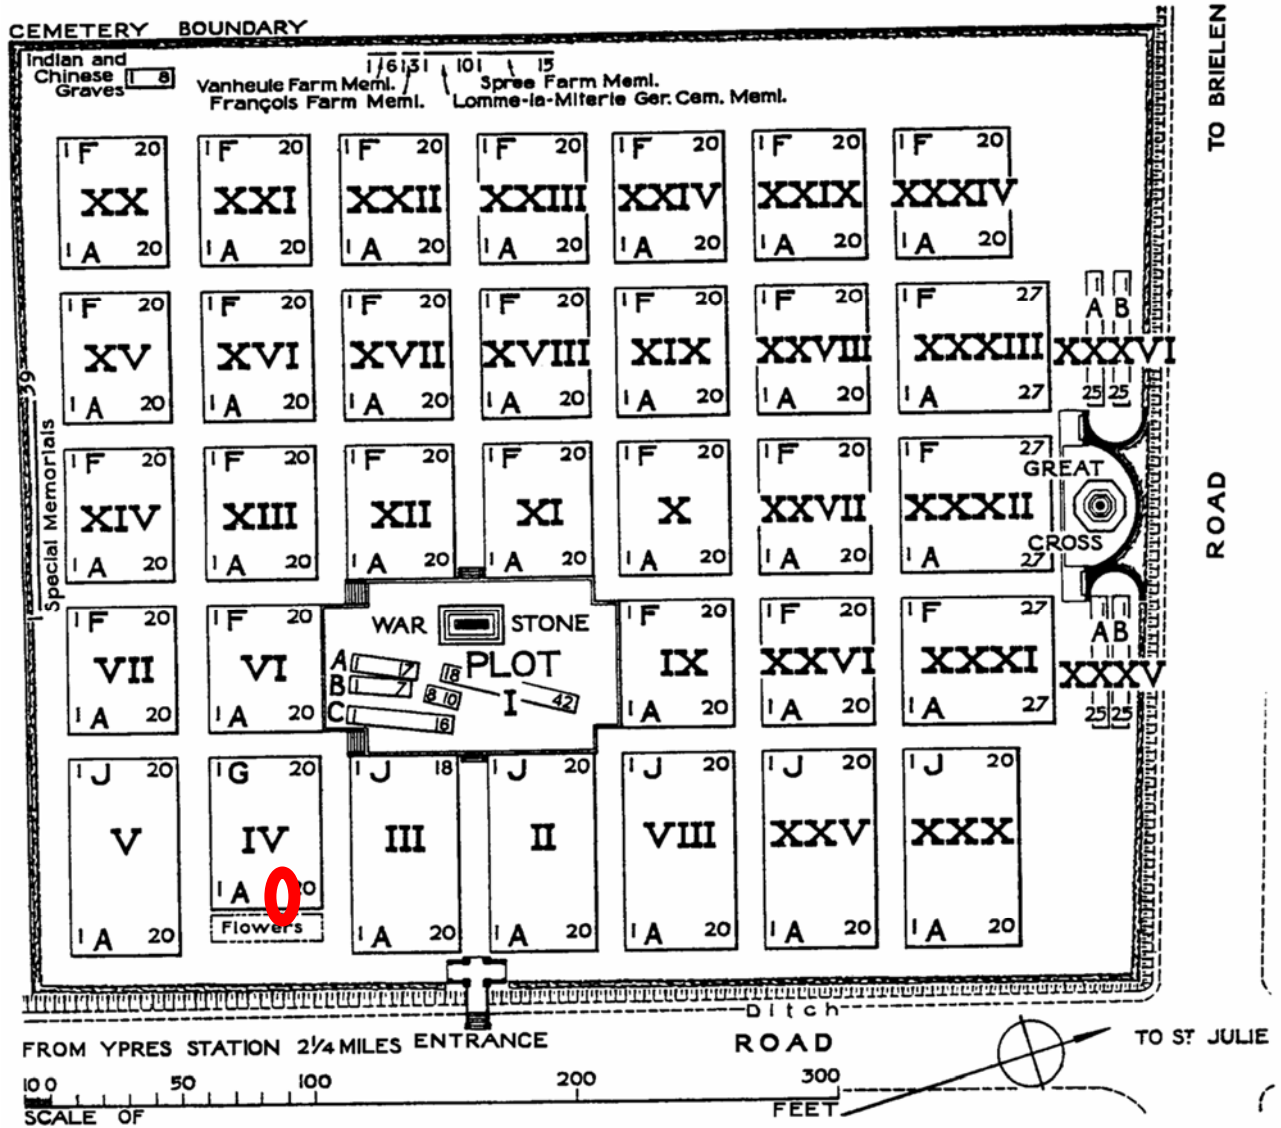 CEMETERY BOUNDARY
Indian and
Chinese 1 8
Graves
1/6 1 3 1 10 1 15
Vanheule Farm Meml. Spree Farm Meml.
François Farm Meml. Lomme-la-Miterie Ger. Cem. Meml.
TO BRIELEN
1 F 20 1 F 20 1 F 20 1 F 20 1 F 20 1 F 20 1 F 20
XX XXI XXII XXIII XXIV XXIX XXXIV
1 A 20 1 A 20 1 A 20 1 A 20 1 A 20 1 A 20 1 A 20
1 F 20 1 F 20 1 F 20 1 F 20 1 F 20 1 F 20 1 F 27
1 1
A B
XV XVI XVII XVIII XIX XXVIII XXXIII XXXVI
1 A 20 1 A 20 1 A 20 1 A 20 1 A 20 1 A 20 1 A 27
25 25
1 Special Memorials 39
1 F 20 1 F 20 1 F 20 1 F 20 1 F 20 1 F 20 1 F 27
GREAT
CROSS
ROAD
XIV XIII XII XI X XXVII XXXII
1 A 20 1 A 20 1 A 20 1 A 20 1 A 20 1 A 20 1 A 27
1 F 20 1 F 20 1 F 20 1 F 20 1 F 27
WAR STONE
PLOT
I
A 1 7 18 42
B 1 7 8 10
C 1 6
1 1
A B
VII VI IX XXVI XXXI XXXV
1 A 20 1 A 20 1 A 20 1 A 20 1 A 27
25 25
1 J 20 1 G 20 1 J 18 1 J 20 1 J 20 1 J 20 1 J 20
V IV III II VIII XXV XXX
1 A 20
Flowers
1 A 20 1 A 20 1 A 20 1 A 20 1 A 20 1 A 20
Ditch
FROM YPRES STATION 2¼ MILES ENTRANCE ROAD TO ST JULIE
10 0 50 100 200 300
SCALE OF FEET